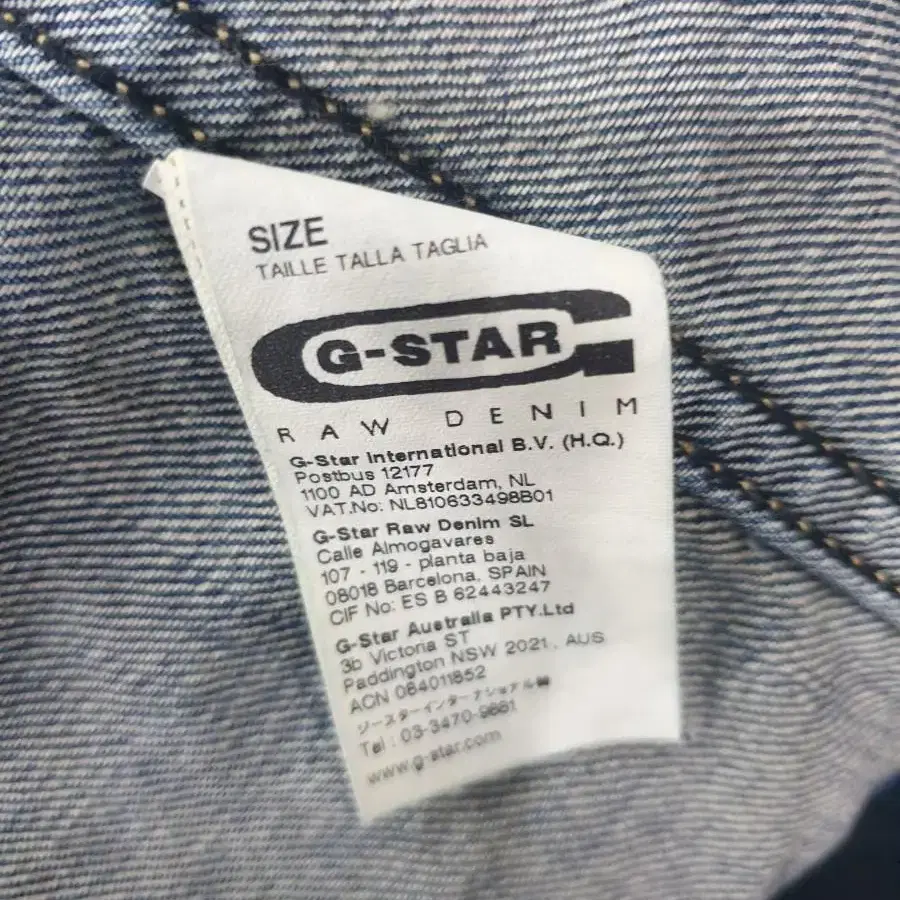 SIZE
TAILLE TALLA TAGLIA
G-STAR
RAW DENIM
G-Star International B.V. (H.Q.)
Postbus 12177
1100 AD Amsterdam, NL
VAT.No: NL810633498B01
G-Star Raw Denim SL
Calle Almogavares
107 - 119 - planta baja
08018 Barcelona, SPAIN
CIF No: ES B 62443247
G-Star Australia PTY.Ltd
3b Victoria ST
Paddington NSW 2021, AUS
ACN 084011852
ジースターインターナショナル㈱
Tel : 03-3470-9661
www.g-star.com